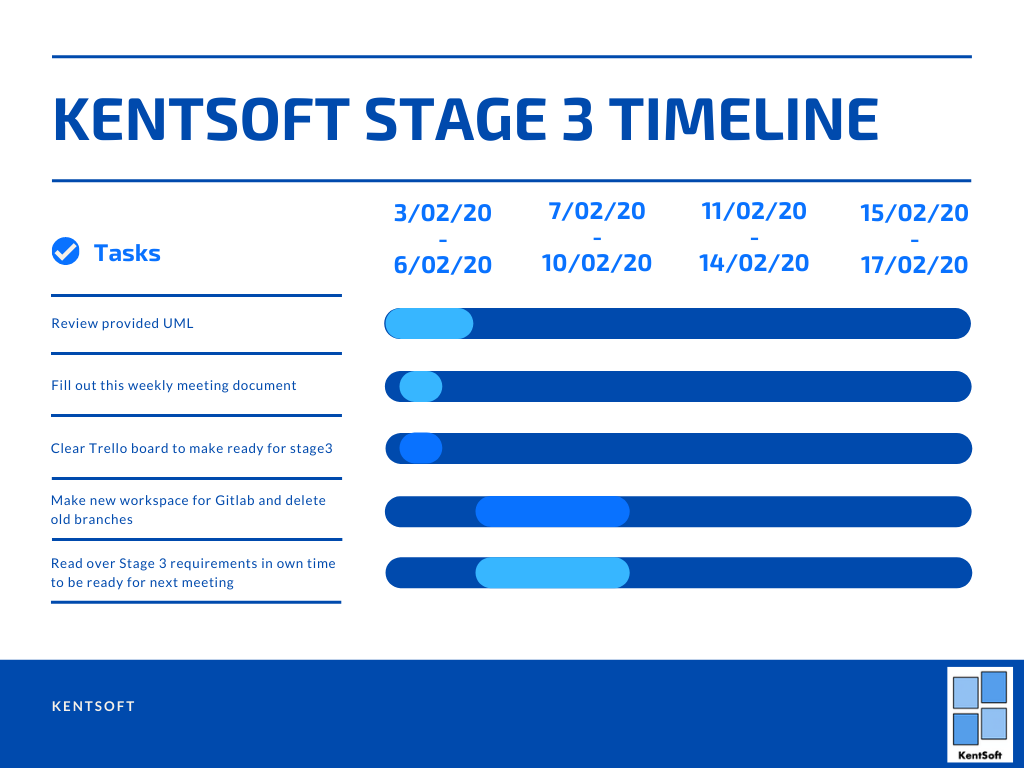 KENTSOFT STAGE 3 TIMELINE
Tasks
3/02/20
-
6/02/20
7/02/20
-
10/02/20
11/02/20
-
14/02/20
15/02/20
-
17/02/20
Review provided UML
Fill out this weekly meeting document
Clear Trello board to make ready for stage3
Make new workspace for Gitlab and delete
old branches
Read over Stage 3 requirements in own time
to be ready for next meeting
KENTSOFT
KentSoft